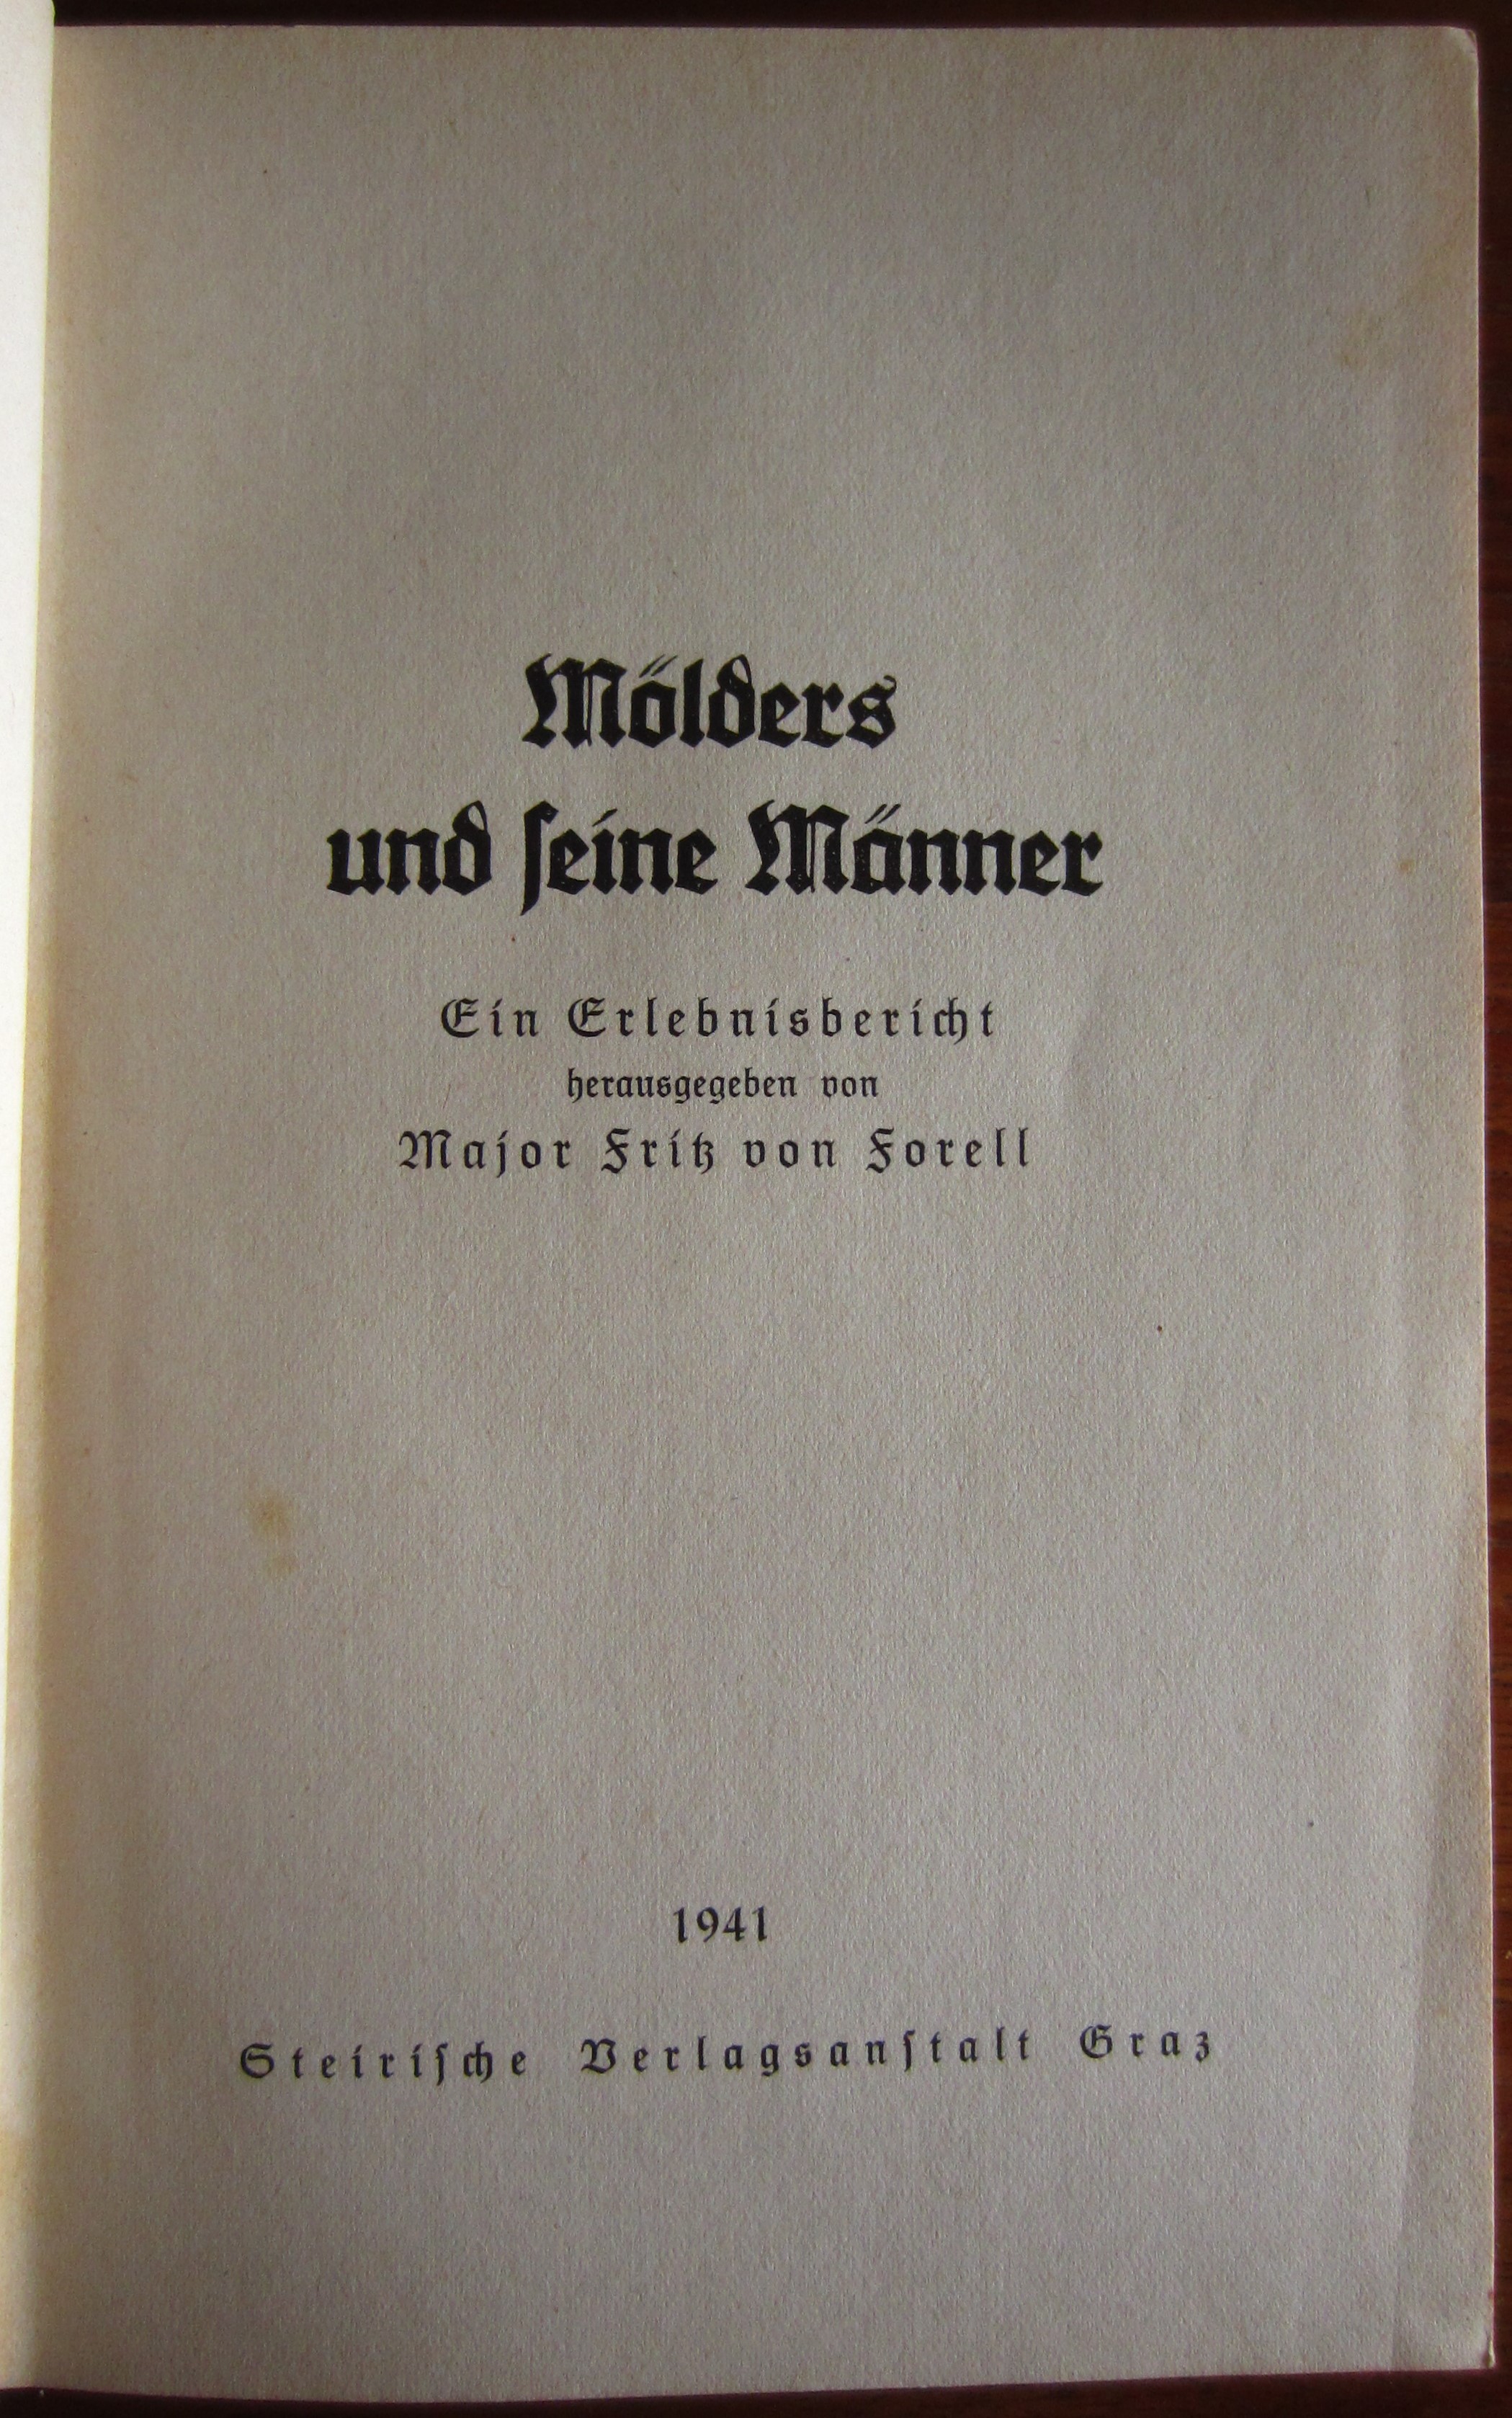 Mölders
und ſeine Männer
Ein Erlebnisbericht
herausgegeben von
Major Fritz von Forell
1941
Steiriſche Verlagsanſtalt Graz